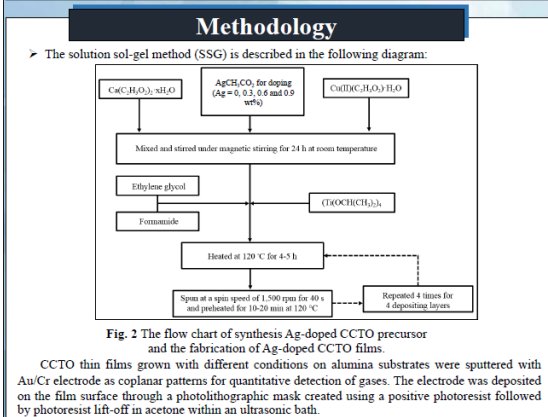 Methodology
➢ The solution sol-gel method (SSG) is described in the following diagram:
Ca(C₂H₃O₂)₂·xH₂O
AgCH₃CO₂ for doping
(Ag = 0, 0.3, 0.6 and 0.9
wt%)
Cu(II)(C₂H₃O₂)·H₂O
Mixed and stirred under magnetic stirring for 24 h at room temperature
Ethylene glycol
Formamide
(Ti(OCH(CH₃)₂)₄
Heated at 120 °C for 4-5 h
Spun at a spin speed of 1,500 rpm for 40 s
and preheated for 10-20 min at 120 °C
Repeated 4 times for
4 depositing layers
Fig. 2 The flow chart of synthesis Ag-doped CCTO precursor
and the fabrication of Ag-doped CCTO films.
CCTO thin films grown with different conditions on alumina substrates were sputtered with
Au/Cr electrode as coplanar patterns for quantitative detection of gases. The electrode was deposited
on the film surface through a photolithographic mask created using a positive photoresist followed
by photoresist lift-off in acetone within an ultrasonic bath.